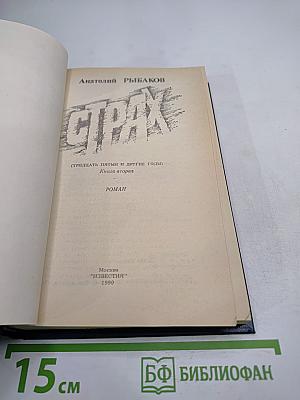 Анатолий РЫБАКОВ
СТРАХ
(ТРИДЦАТЬ ПЯТЫЙ И ДРУГИЕ ГОДЫ)
Книга вторая
РОМАН
Москва
"ИЗВЕСТИЯ"
1990
15 см
БФ БИБЛИОФАН